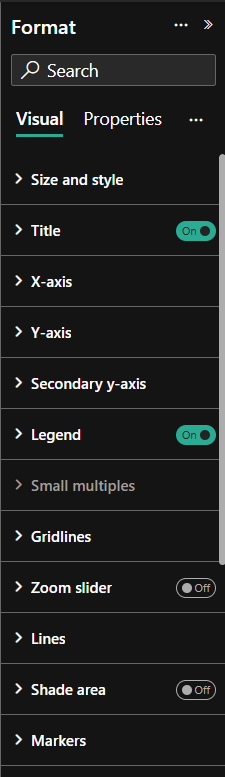 Format
Search
Visual Properties
Size and style
Title On
X-axis
Y-axis
Secondary y-axis
Legend On
Small multiples
Gridlines
Zoom slider Off
Lines
Shade area Off
Markers